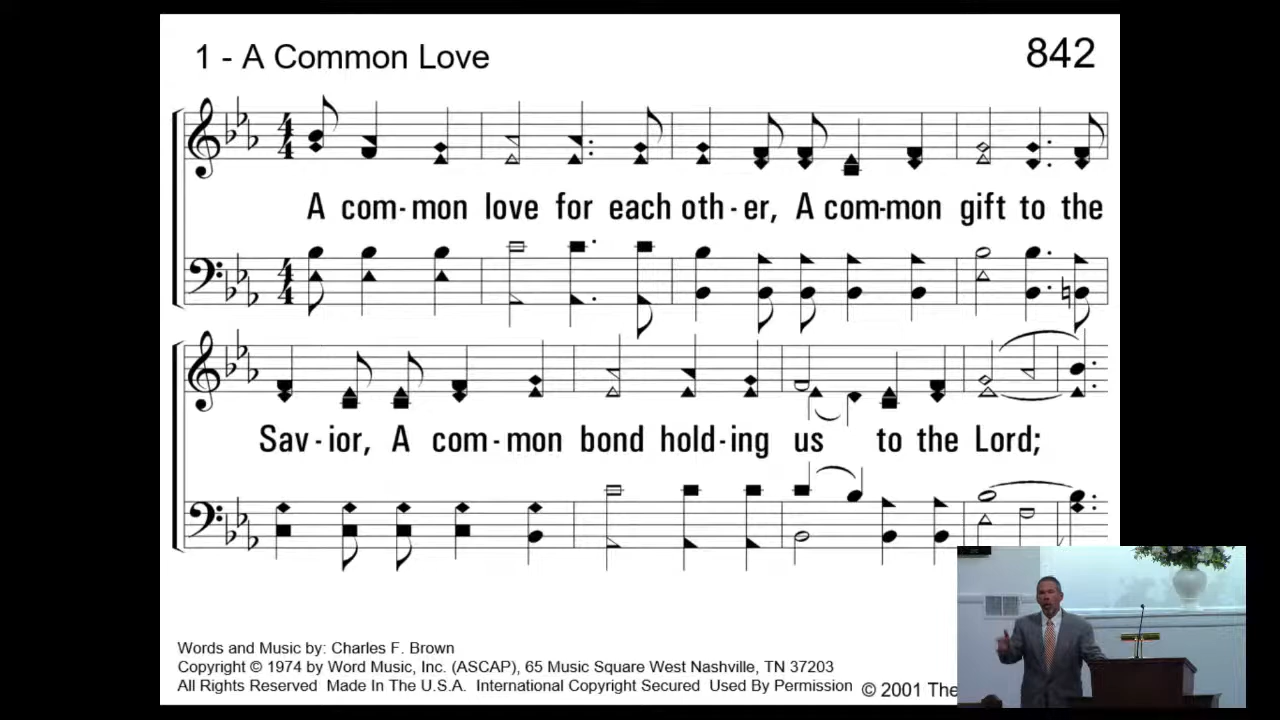 1 - A Common Love
842
A com-mon love for each oth-er, A com-mon gift to the
Sav-ior, A com-mon bond hold-ing us to the Lord;
Words and Music by: Charles F. Brown
Copyright © 1974 by Word Music, Inc. (ASCAP), 65 Music Square West Nashville, TN 37203
All Rights Reserved Made In The U.S.A. International Copyright Secured Used By Permission © 2001 The